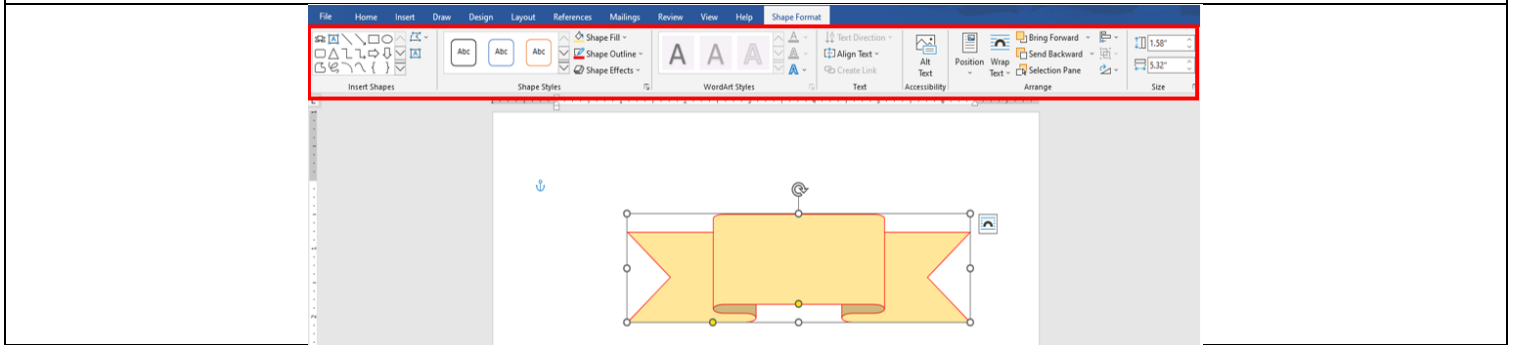 File Home Insert Draw Design Layout References Mailings Review View Help Shape Format
Abc Abc Abc
Shape Fill
Shape Outline
Shape Effects
A A A
A
A
A
Text Direction
Align Text
Create Link
Alt
Text
Position
Wrap
Text
Bring Forward
Send Backward
Selection Pane
1.58"
5.32"
Insert Shapes Shape Styles WordArt Styles Text Accessibility Arrange Size